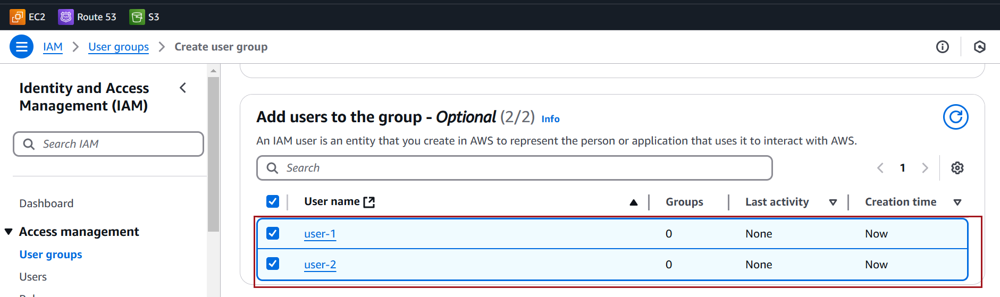 EC2 Route 53 S3
IAM User groups Create user group
Identity and Access
Management (IAM)
Search IAM
Dashboard
Access management
User groups
Users
Add users to the group - Optional (2/2) Info
An IAM user is an entity that you create in AWS to represent the person or application that uses it to interact with AWS.
Search
1
User name Groups Last activity Creation time
user-1 0 None Now
user-2 0 None Now